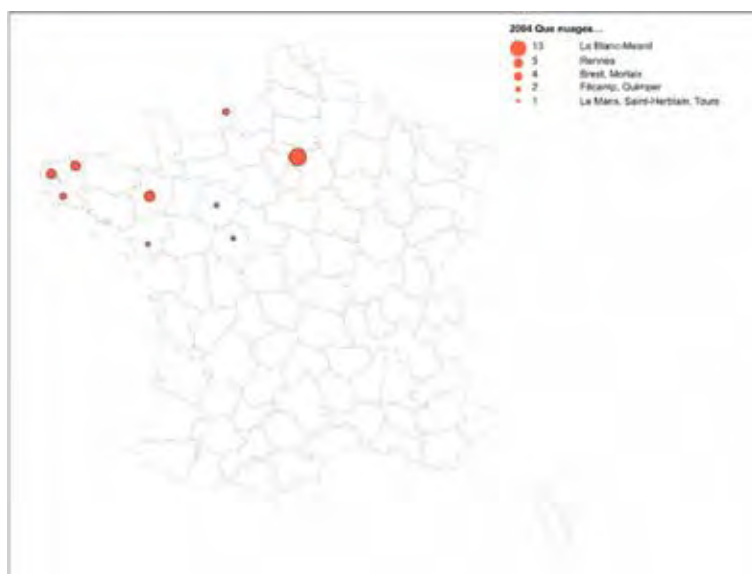 2004 Que nuages...
13 Le Blanc-Mesnil
5 Rennes
4 Brest, Morlaix
2 Fécamp, Quimper
1 Le Mans, Saint-Herblain, Tours